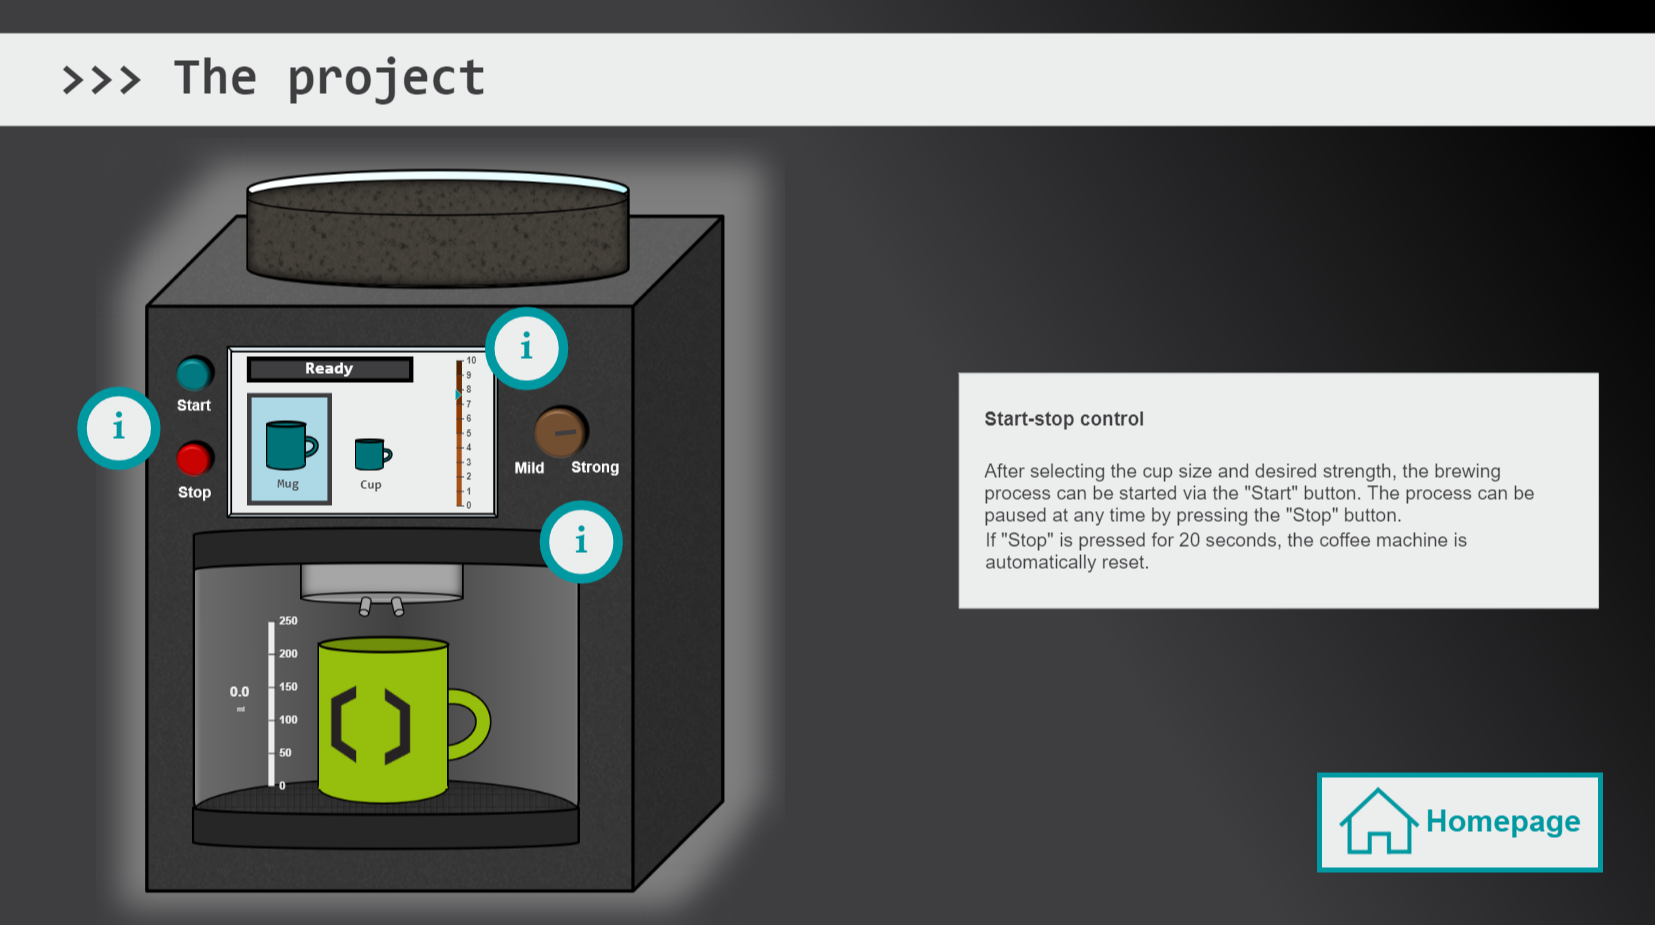 >>> The project
Ready
Start
Stop
Mug
Cup
10
9
8
7
6
5
4
3
2
1
0
Mild
Strong
i
i
i
250
200
150
100
50
0
0.0
ml
Start-stop control
After selecting the cup size and desired strength, the brewing
process can be started via the "Start" button. The process can be
paused at any time by pressing the "Stop" button.
If "Stop" is pressed for 20 seconds, the coffee machine is
automatically reset.
Homepage